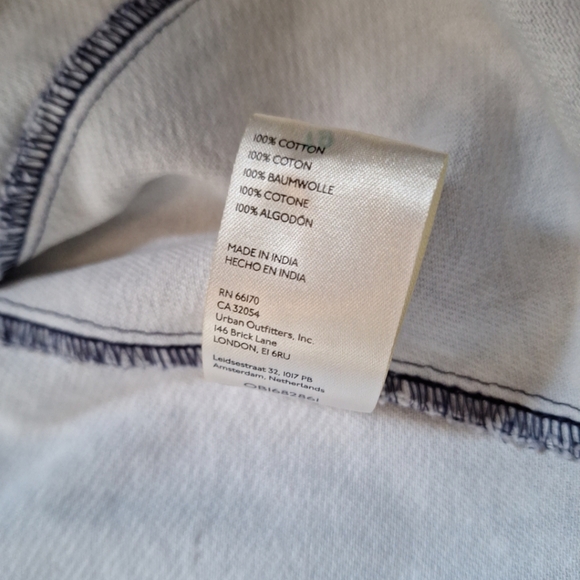 100% COTTON
100% COTON
100% BAUMWOLLE
100% COTONE
100% ALGODÓN
MADE IN INDIA
HECHO EN INDIA
RN 66170
CA 32054
Urban Outfitters, Inc.
146 Brick Lane
LONDON, E1 6RU
Leidsestraat 32, 1017 PB
Amsterdam, Netherlands